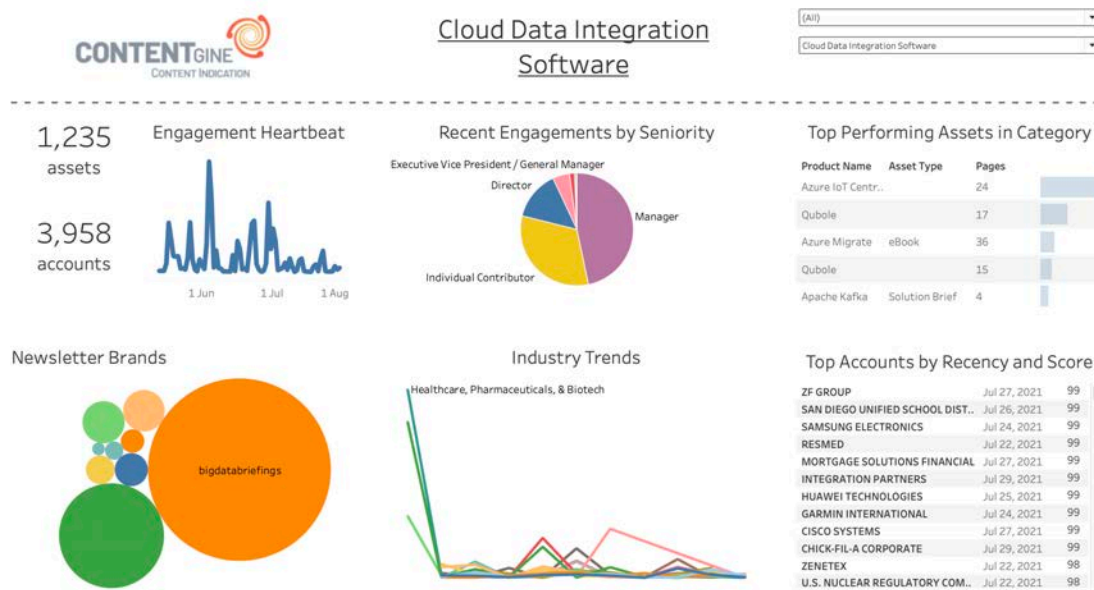 CONTENTGINE
CONTENT INDICATION
Cloud Data Integration
Software
(All)
Cloud Data Integration Software
1,235
assets
3,958
accounts
Engagement Heartbeat
1 Jun
1 Jul
1 Aug
Recent Engagements by Seniority
Executive Vice President / General Manager
Director
Manager
Individual Contributor
Top Performing Assets in Category
Product Name Asset Type Pages
Azure IoT Centr.. 24
Qubole 17
Azure Migrate eBook 36
Qubole 15
Apache Kafka Solution Brief 4
Newsletter Brands
bigdatabriefings
Industry Trends
Healthcare, Pharmaceuticals, & Biotech
Top Accounts by Recency and Score
ZF GROUP Jul 27, 2021 99
SAN DIEGO UNIFIED SCHOOL DIST.. Jul 26, 2021 99
SAMSUNG ELECTRONICS Jul 24, 2021 99
RESMED Jul 22, 2021 99
MORTGAGE SOLUTIONS FINANCIAL Jul 27, 2021 99
INTEGRATION PARTNERS Jul 29, 2021 99
HUAWEI TECHNOLOGIES Jul 25, 2021 99
GARMIN INTERNATIONAL Jul 24, 2021 99
CISCO SYSTEMS Jul 27, 2021 99
CHICK-FIL-A CORPORATE Jul 29, 2021 99
ZENETEX Jul 22, 2021 98
U.S. NUCLEAR REGULATORY COM.. Jul 22, 2021 98